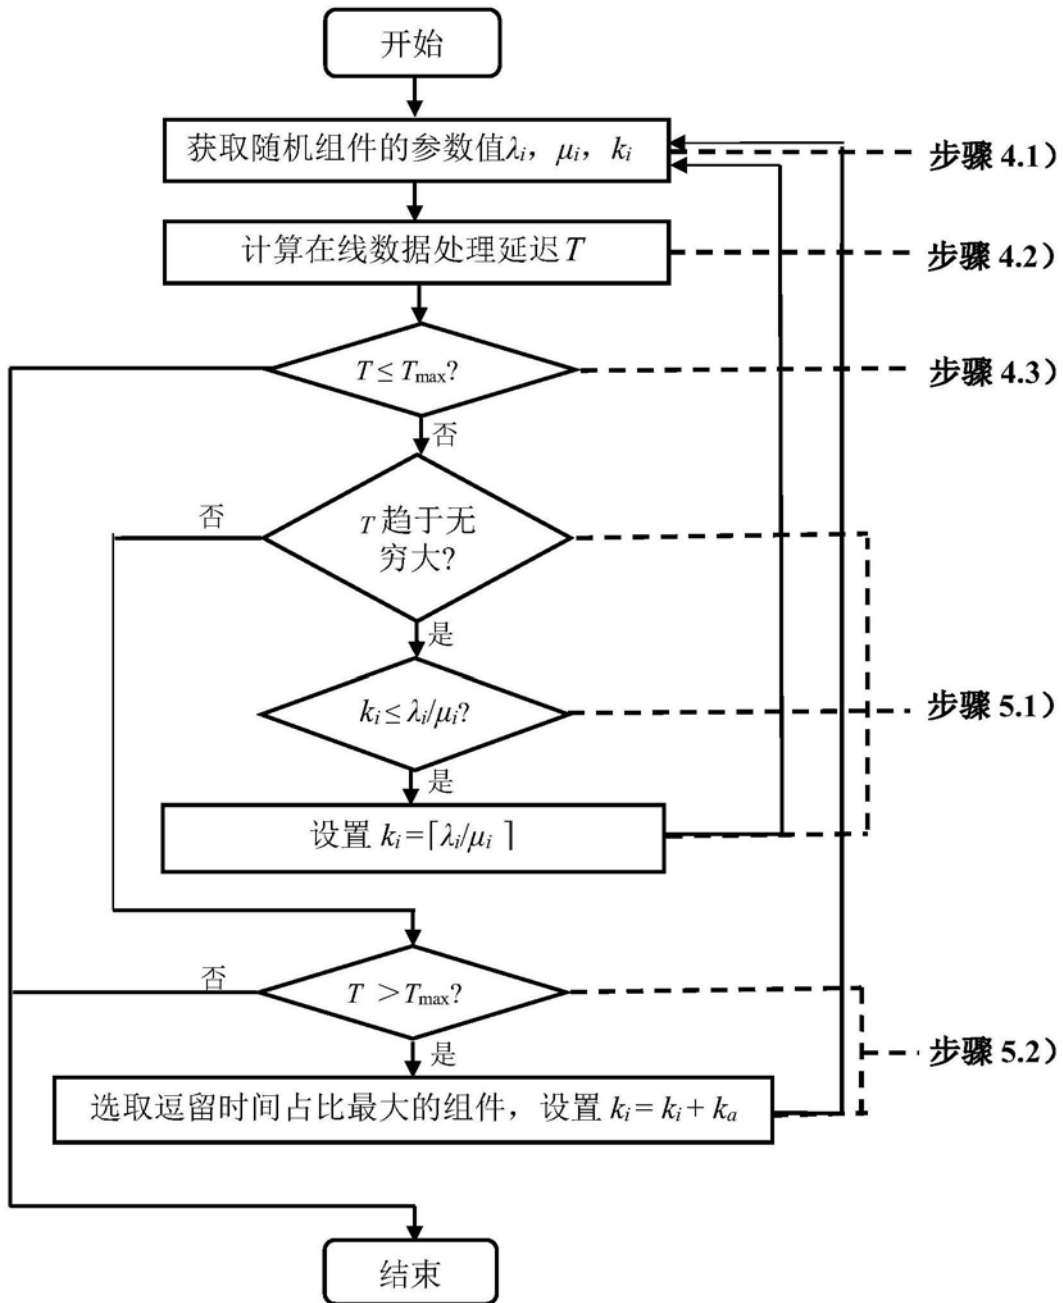 开始
获取随机组件的参数值λi，μi，ki
步骤 4.1）
计算在线数据处理延迟 T
步骤 4.2）
T ≤ Tmax?
步骤 4.3）
否
否
T 趋于无
穷大?
是
ki ≤ λi/μi?
步骤 5.1）
是
设置 ki =⌈λi/μi ⌉
否
T ＞Tmax?
步骤 5.2）
是
选取逗留时间占比最大的组件，设置 ki = ki + ka
结束